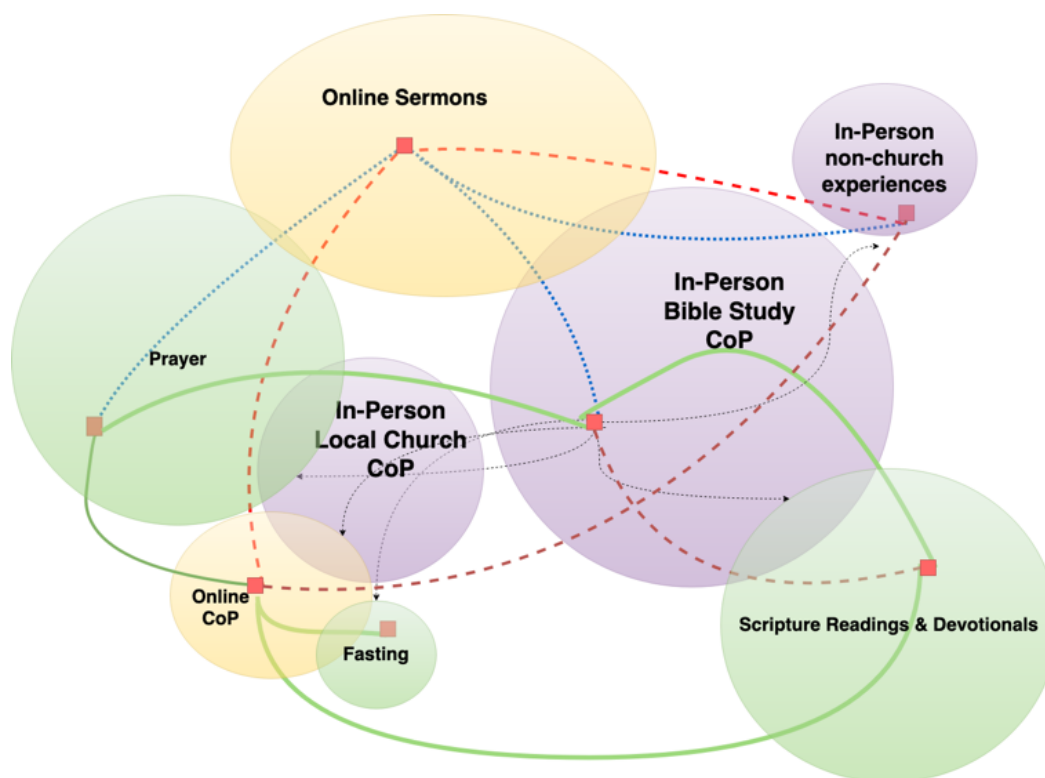 Online Sermons
In-Person
non-church
experiences
In-Person
Bible Study
CoP
Prayer
In-Person
Local Church
CoP
Online
CoP
Fasting
Scripture Readings & Devotionals